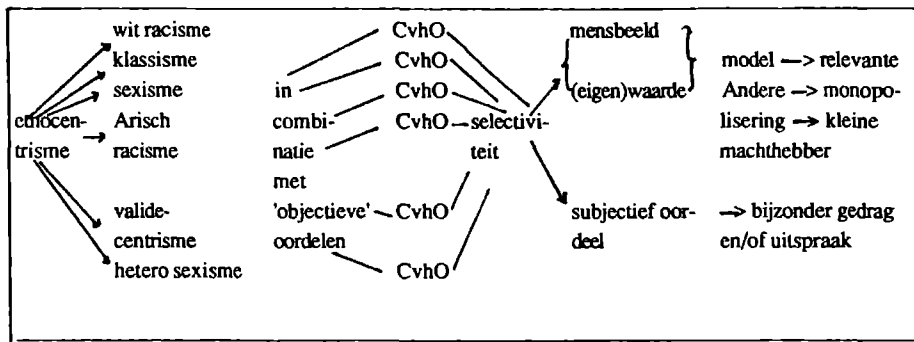 wit racisme CvhO mensbeeld
klassisme CvhO model —> relevante
sexisme in CvhO (eigen)waarde Andere —> monopo-
etnocen- Arisch combi- CvhO selectivi- lisering —> kleine
trisme racisme natie teit machthebber
met
valide- 'objectieve' CvhO subjectief oor- —> bijzonder gedrag
centrisme oordelen deel en/of uitspraak
hetero sexisme CvhO